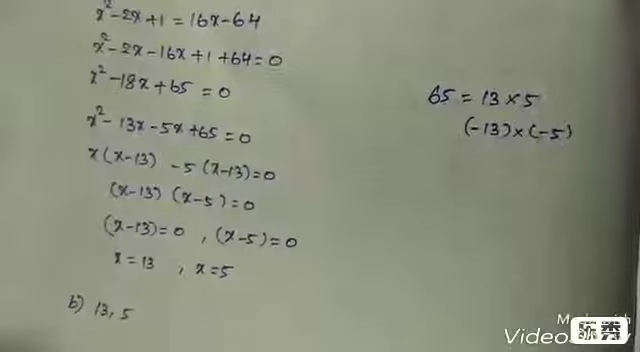 x²-2x+1 = 16x-64
x²-2x-16x+1+64=0
x²-18x+65 = 0
65 = 13×5
(-13)×(-5)
x²-13x-5x+65=0
x(x-13) -5(x-13)=0
(x-13) (x-5)=0
(x-13)=0 , (x-5)=0
x=13 , x=5
b) 13, 5